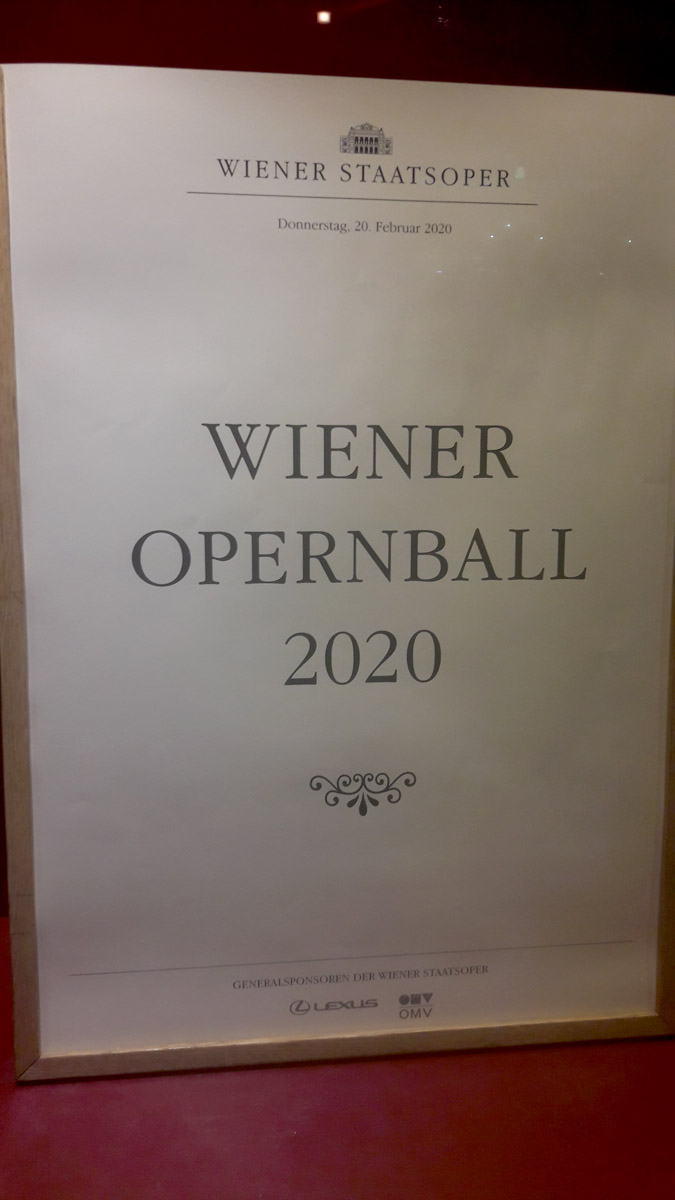 WIENER STAATSOPER
Donnerstag, 20. Februar 2020
WIENER
OPERNBALL
2020
GENERALSPONSOREN DER WIENER STAATSOPER
LEXUS
OMV